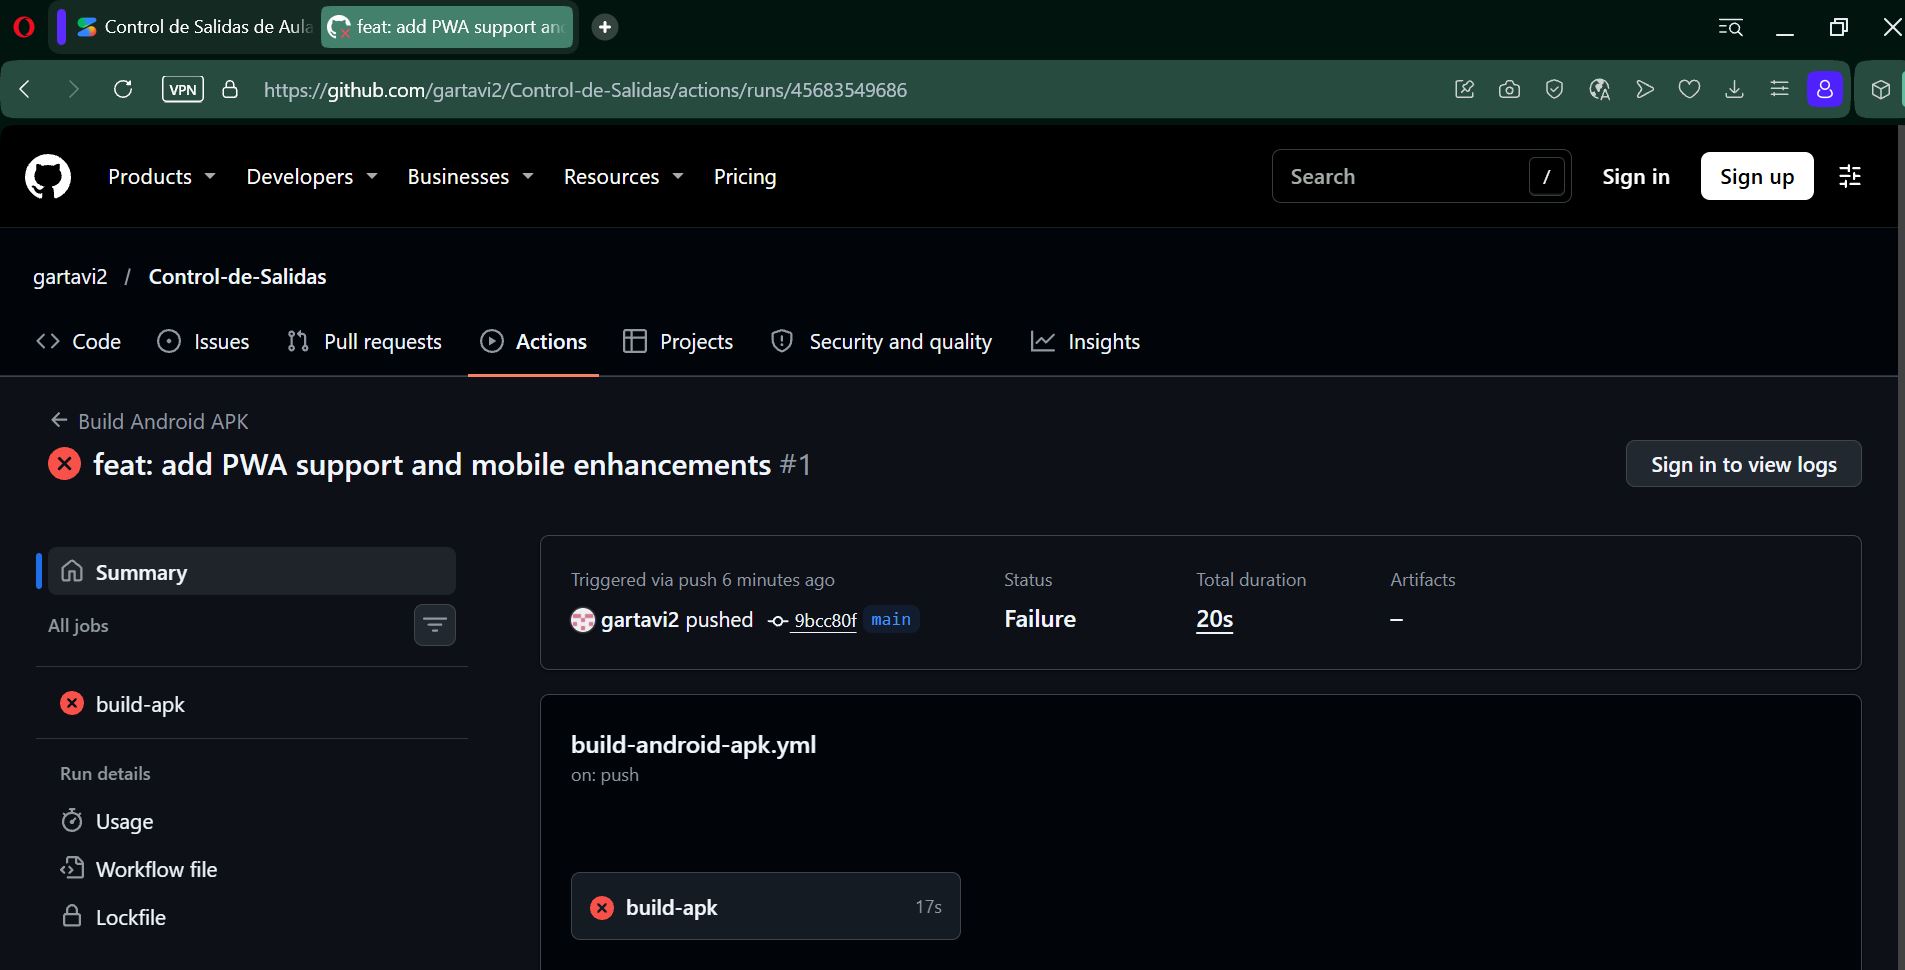 Control de Salidas de Aula
feat: add PWA support and
VPN
https://github.com/gartavi2/Control-de-Salidas/actions/runs/45683549686
Products
Developers
Businesses
Resources
Pricing
Search
/
Sign in
Sign up
gartavi2 / Control-de-Salidas
Code
Issues
Pull requests
Actions
Projects
Security and quality
Insights
Build Android APK
feat: add PWA support and mobile enhancements #1
Sign in to view logs
Summary
All jobs
build-apk
Run details
Usage
Workflow file
Lockfile
Triggered via push 6 minutes ago
gartavi2 pushed 9bcc80f main
Status
Failure
Total duration
20s
Artifacts
–
build-android-apk.yml
on: push
build-apk 17s